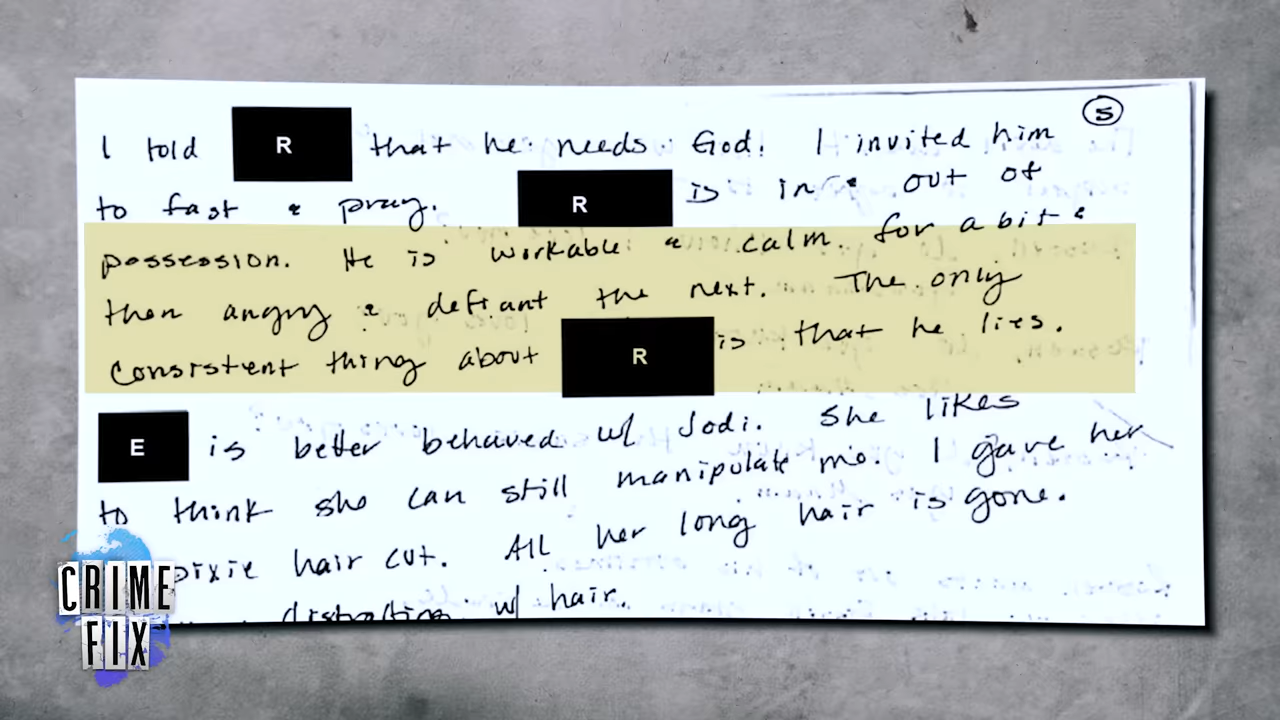 5
I told R that he needs God. I invited him
to fast & pray. R is in & out of
possession. He is workable & calm for a bit &
then angry & defiant the next. The only
consistent thing about R is that he lies.
E is better behaved w/ Jodi. She likes
to think she can still manipulate me. I gave her
pixie hair cut. All her long hair is gone.
w/ hair.
CRIME
FIX